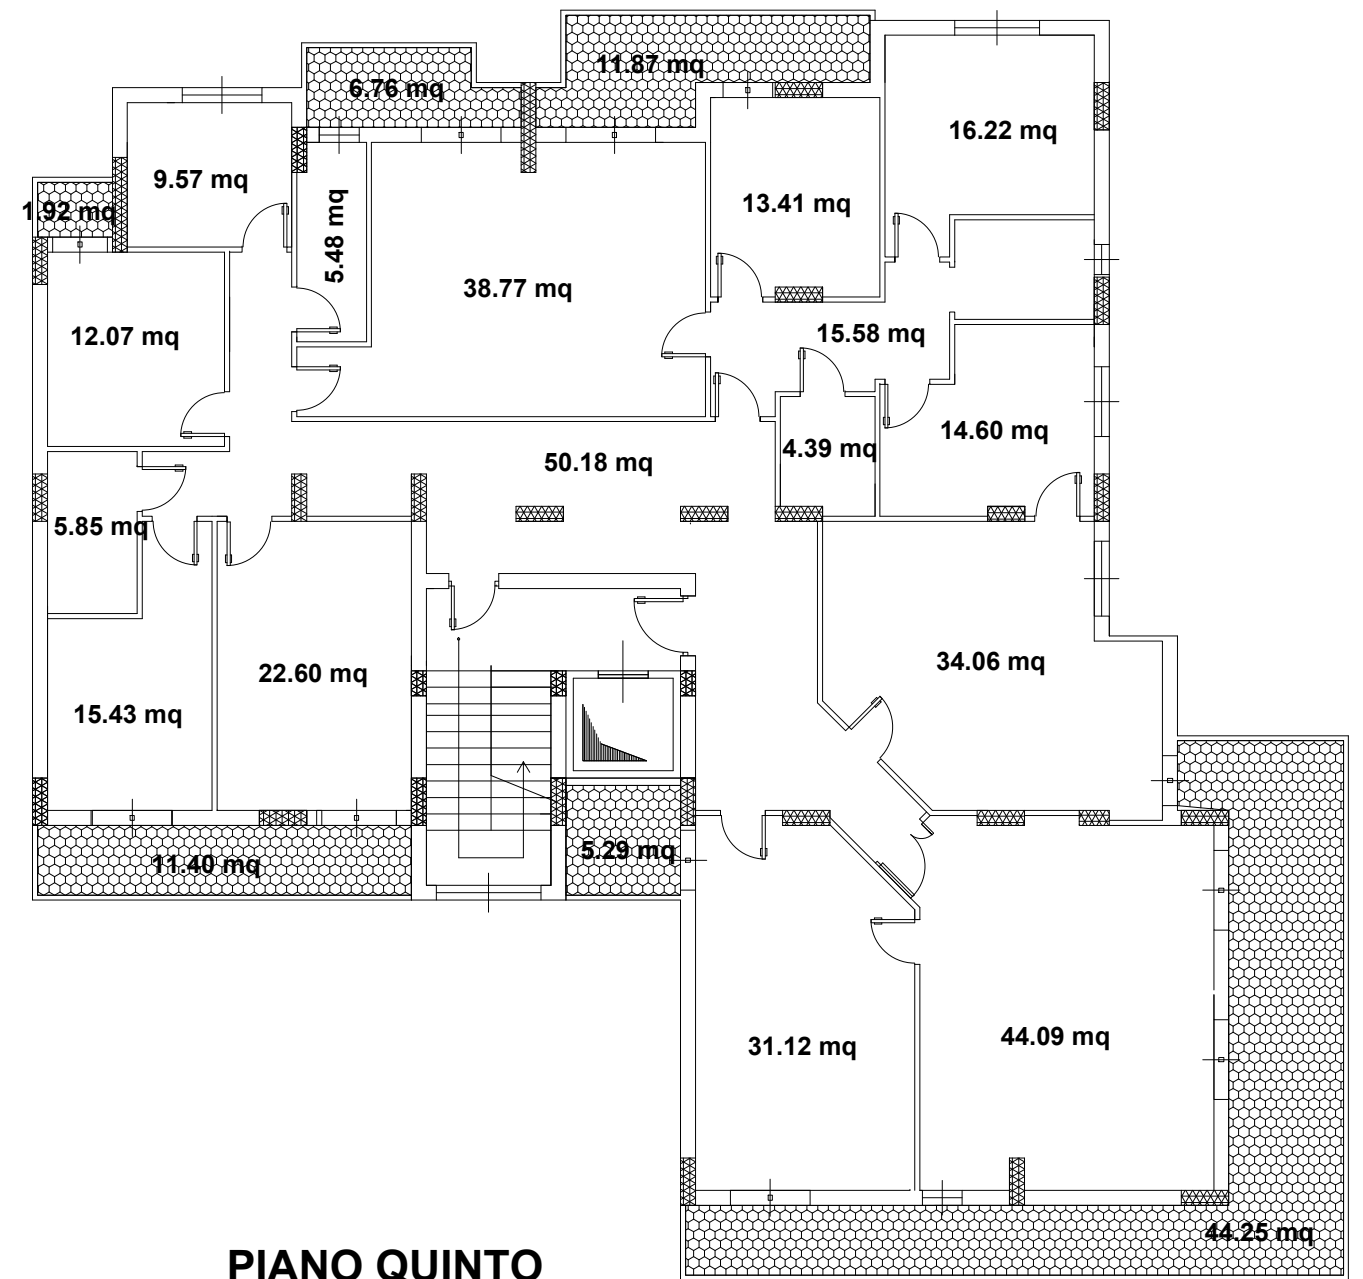 11.87 mq
6.76 mq
16.22 mq
9.57 mq
13.41 mq
1.92 mq
5.48 mq
38.77 mq
12.07 mq
15.58 mq
14.60 mq
4.39 mq
50.18 mq
5.85 mq
34.06 mq
22.60 mq
15.43 mq
5.29 mq
11.40 mq
44.09 mq
31.12 mq
44.25 mq
PIANO QUINTO